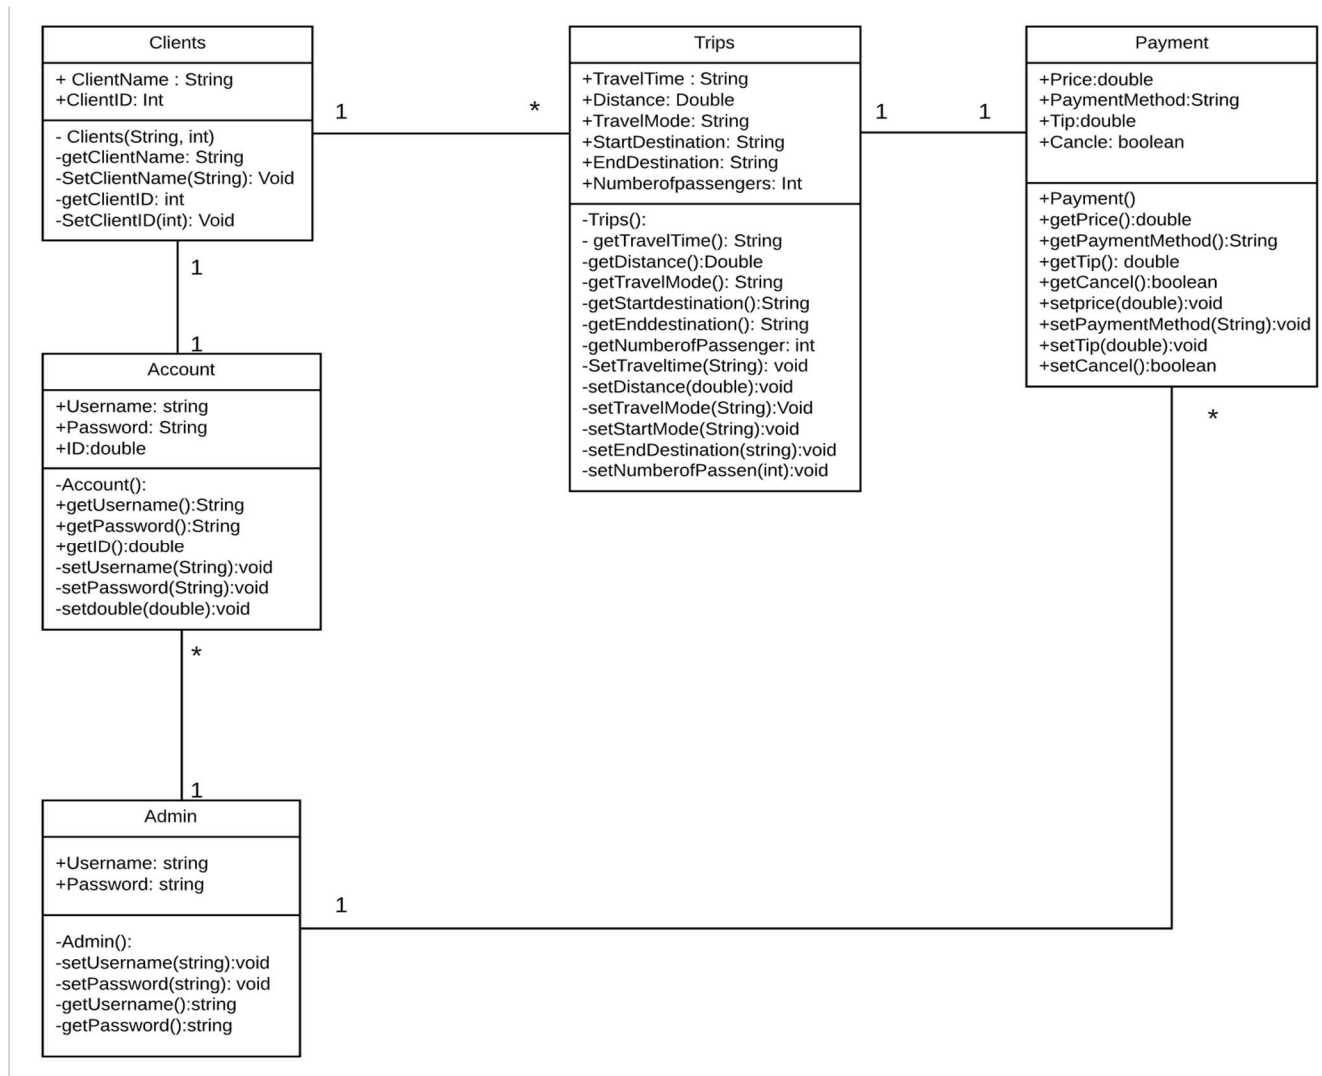 Clients
+ ClientName : String
+ClientID: Int
- Clients(String, int)
-getClientName: String
-SetClientName(String): Void
-getClientID: int
-SetClientID(int): Void
1
*
Trips
+TravelTime : String
+Distance: Double
+TravelMode: String
+StartDestination: String
+EndDestination: String
+Numberofpassengers: Int
-Trips():
- getTravelTime(): String
-getDistance():Double
-getTravelMode(): String
-getStartdestination():String
-getEnddestination(): String
-getNumberofPassenger: int
-SetTraveltime(String): void
-setDistance(double):void
-setTravelMode(String):Void
-setStartMode(String):void
-setEndDestination(string):void
-setNumberofPassen(int):void
1
1
Payment
+Price:double
+PaymentMethod:String
+Tip:double
+Cancle: boolean
+Payment()
+getPrice():double
+getPaymentMethod():String
+getTip(): double
+getCancel():boolean
+setprice(double):void
+setPaymentMethod(String):void
+setTip(double):void
+setCancel():boolean
*
1
1
Account
+Username: string
+Password: String
+ID:double
-Account():
+getUsername():String
+getPassword():String
+getID():double
-setUsername(String):void
-setPassword(String):void
-setdouble(double):void
*
1
Admin
+Username: string
+Password: string
-Admin():
-setUsername(string):void
-setPassword(string): void
-getUsername():string
-getPassword():string
1